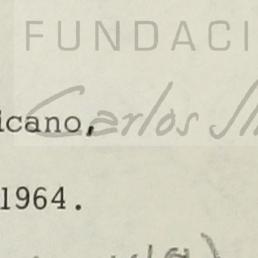 FUNDACI
Carlos
icano,
1964.